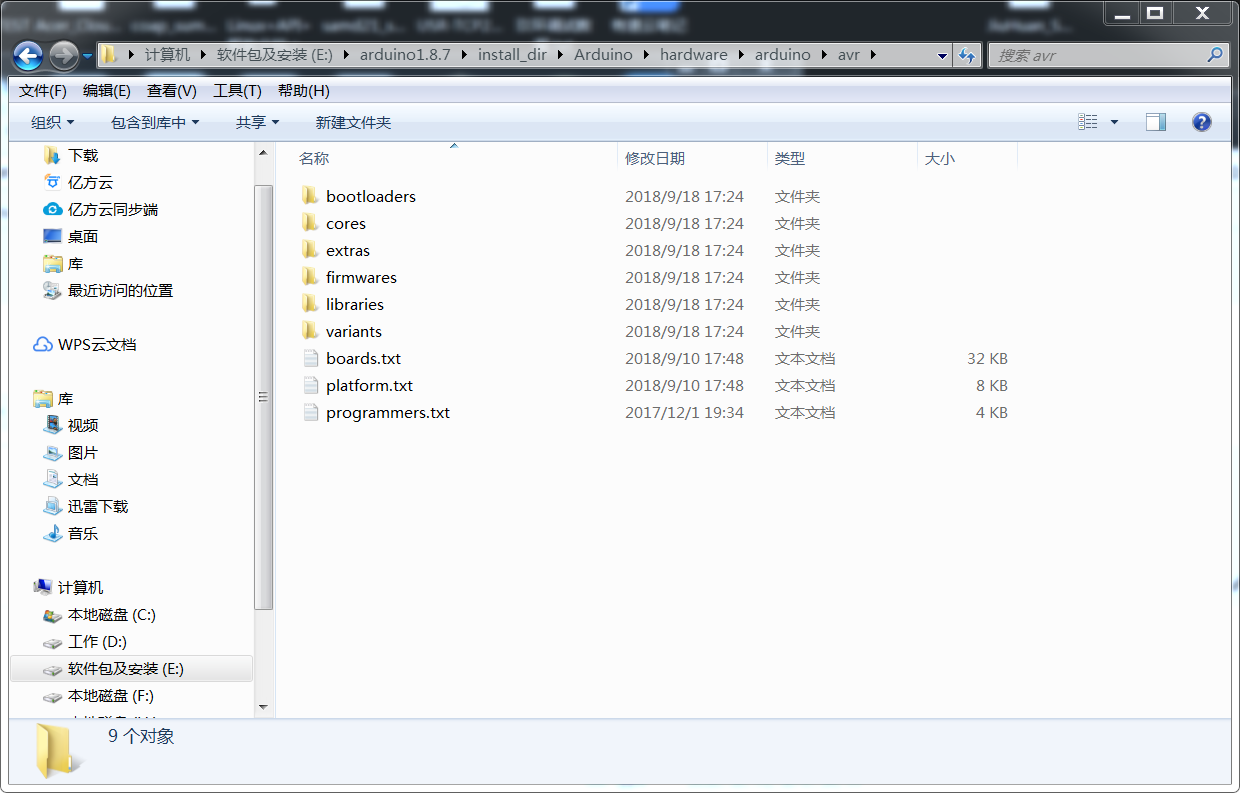 计算机 软件包及安装 (E:) arduino1.8.7 install_dir Arduino hardware arduino avr
搜索 avr
文件(F) 编辑(E) 查看(V) 工具(T) 帮助(H)
组织 包含到库中 共享 新建文件夹
下载
亿方云
亿方云同步端
桌面
库
最近访问的位置
WPS云文档
库
视频
图片
文档
迅雷下载
音乐
计算机
本地磁盘 (C:)
工作 (D:)
软件包及安装 (E:)
本地磁盘 (F:)
名称 修改日期 类型 大小
bootloaders 2018/9/18 17:24 文件夹
cores 2018/9/18 17:24 文件夹
extras 2018/9/18 17:24 文件夹
firmwares 2018/9/18 17:24 文件夹
libraries 2018/9/18 17:24 文件夹
variants 2018/9/18 17:24 文件夹
boards.txt 2018/9/10 17:48 文本文档 32 KB
platform.txt 2018/9/10 17:48 文本文档 8 KB
programmers.txt 2017/12/1 19:34 文本文档 4 KB
9 个对象